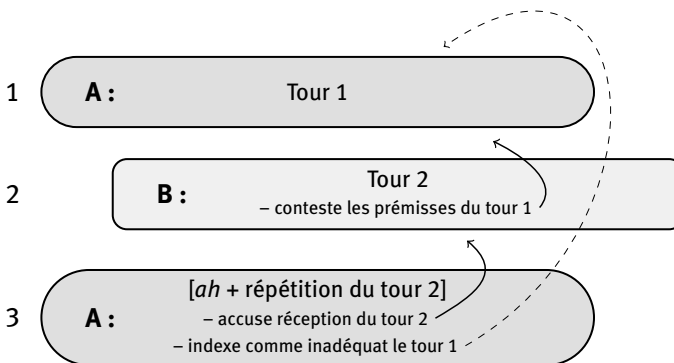 1 A : Tour 1
2 B : Tour 2
– conteste les prémisses du tour 1
[ah + répétition du tour 2]
3 A : – accuse réception du tour 2
– indexe comme inadéquat le tour 1